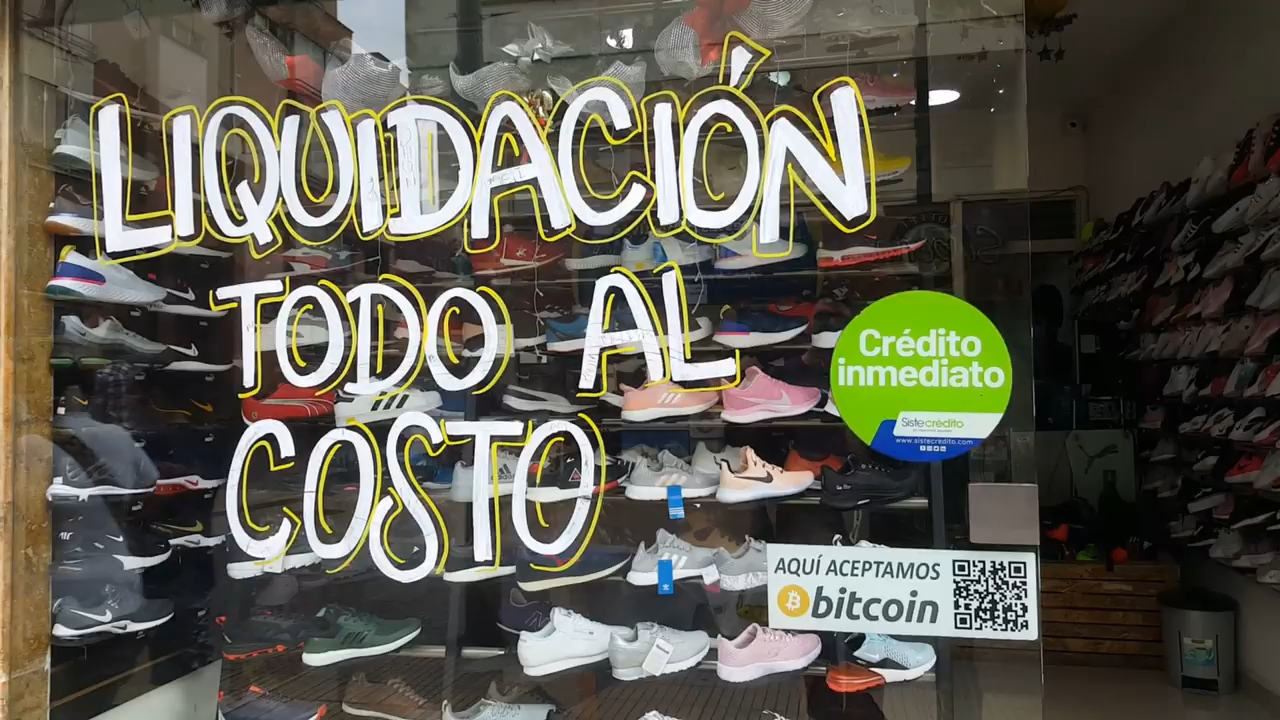 LIQUIDACIÓN
TODO AL
COSTO
Crédito
inmediato
Sistecrédito
www.sistecredito.com
AQUÍ ACEPTAMOS
bitcoin